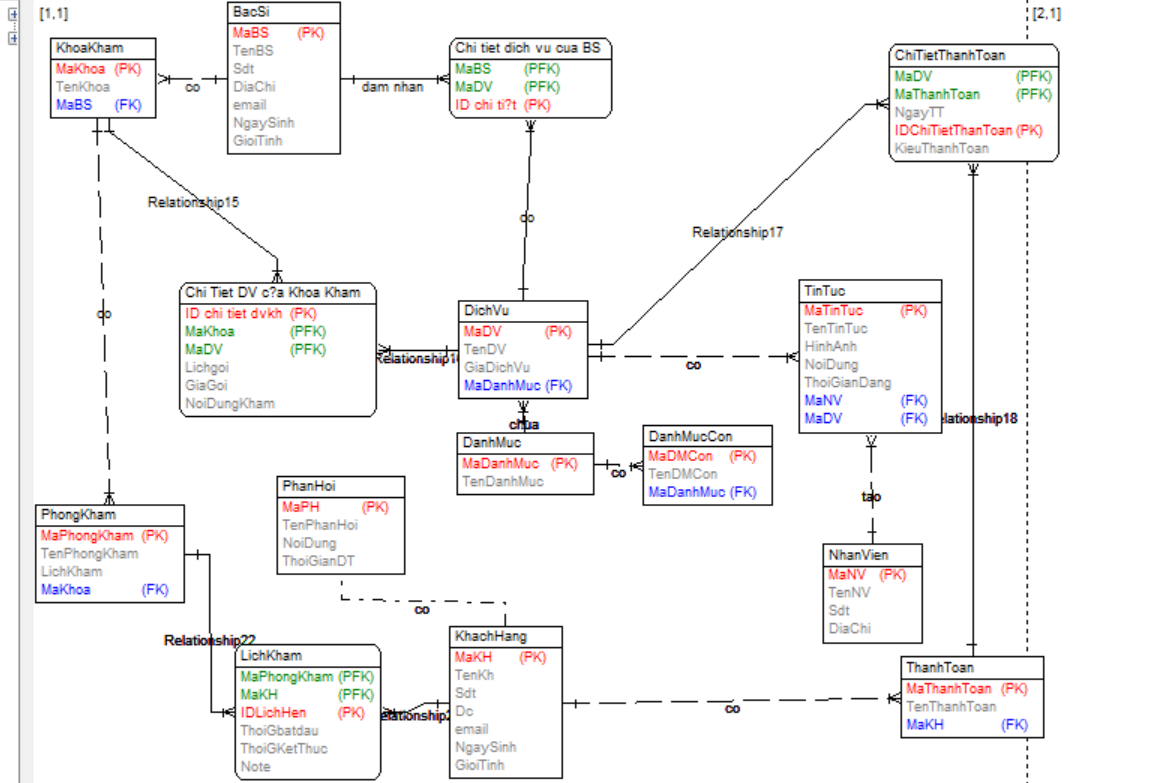 [1,1]
[2,1]
BacSi
MaBS (PK)
TenBS
Sdt
DiaChi
email
NgaySinh
GioiTinh
KhoaKham
MaKhoa (PK)
TenKhoa
MaBS (FK)
co
dam nhan
Chi tiet dich vu cua BS
MaBS (PFK)
MaDV (PFK)
ID chi ti?t (PK)
ChiTietThanhToan
MaDV (PFK)
MaThanhToan (PFK)
NgayTT
IDChiTietThanToan (PK)
KieuThanhToan
Relationship15
co
Relationship17
co
Chi Tiet DV c?a Khoa Kham
ID chi tiet dvkh (PK)
MaKhoa (PFK)
MaDV (PFK)
Lichgoi
GiaGoi
NoiDungKham
DichVu
MaDV (PK)
TenDV
GiaDichVu
MaDanhMuc (FK)
co
TinTuc
MaTinTuc (PK)
TenTinTuc
HinhAnh
NoiDung
ThoiGianDang
MaNV (FK)
MaDV (FK)
chua
DanhMuc
MaDanhMuc (PK)
TenDanhMuc
co
DanhMucCon
MaDMCon (PK)
TenDMCon
MaDanhMuc (FK)
tao
PhanHoi
MaPH (PK)
TenPhanHoi
NoiDung
ThoiGianDT
PhongKham
MaPhongKham (PK)
TenPhongKham
LichKham
MaKhoa (FK)
NhanVien
MaNV (PK)
TenNV
Sdt
DiaChi
co
Relationship22
LichKham
MaPhongKham (PFK)
MaKH (PFK)
IDLichHen (PK)
ThoiGbatdau
ThoiGKetThuc
Note
KhachHang
MaKH (PK)
TenKh
Sdt
Dc
email
NgaySinh
GioiTinh
co
ThanhToan
MaThanhToan (PK)
TenThanhToan
MaKH (FK)